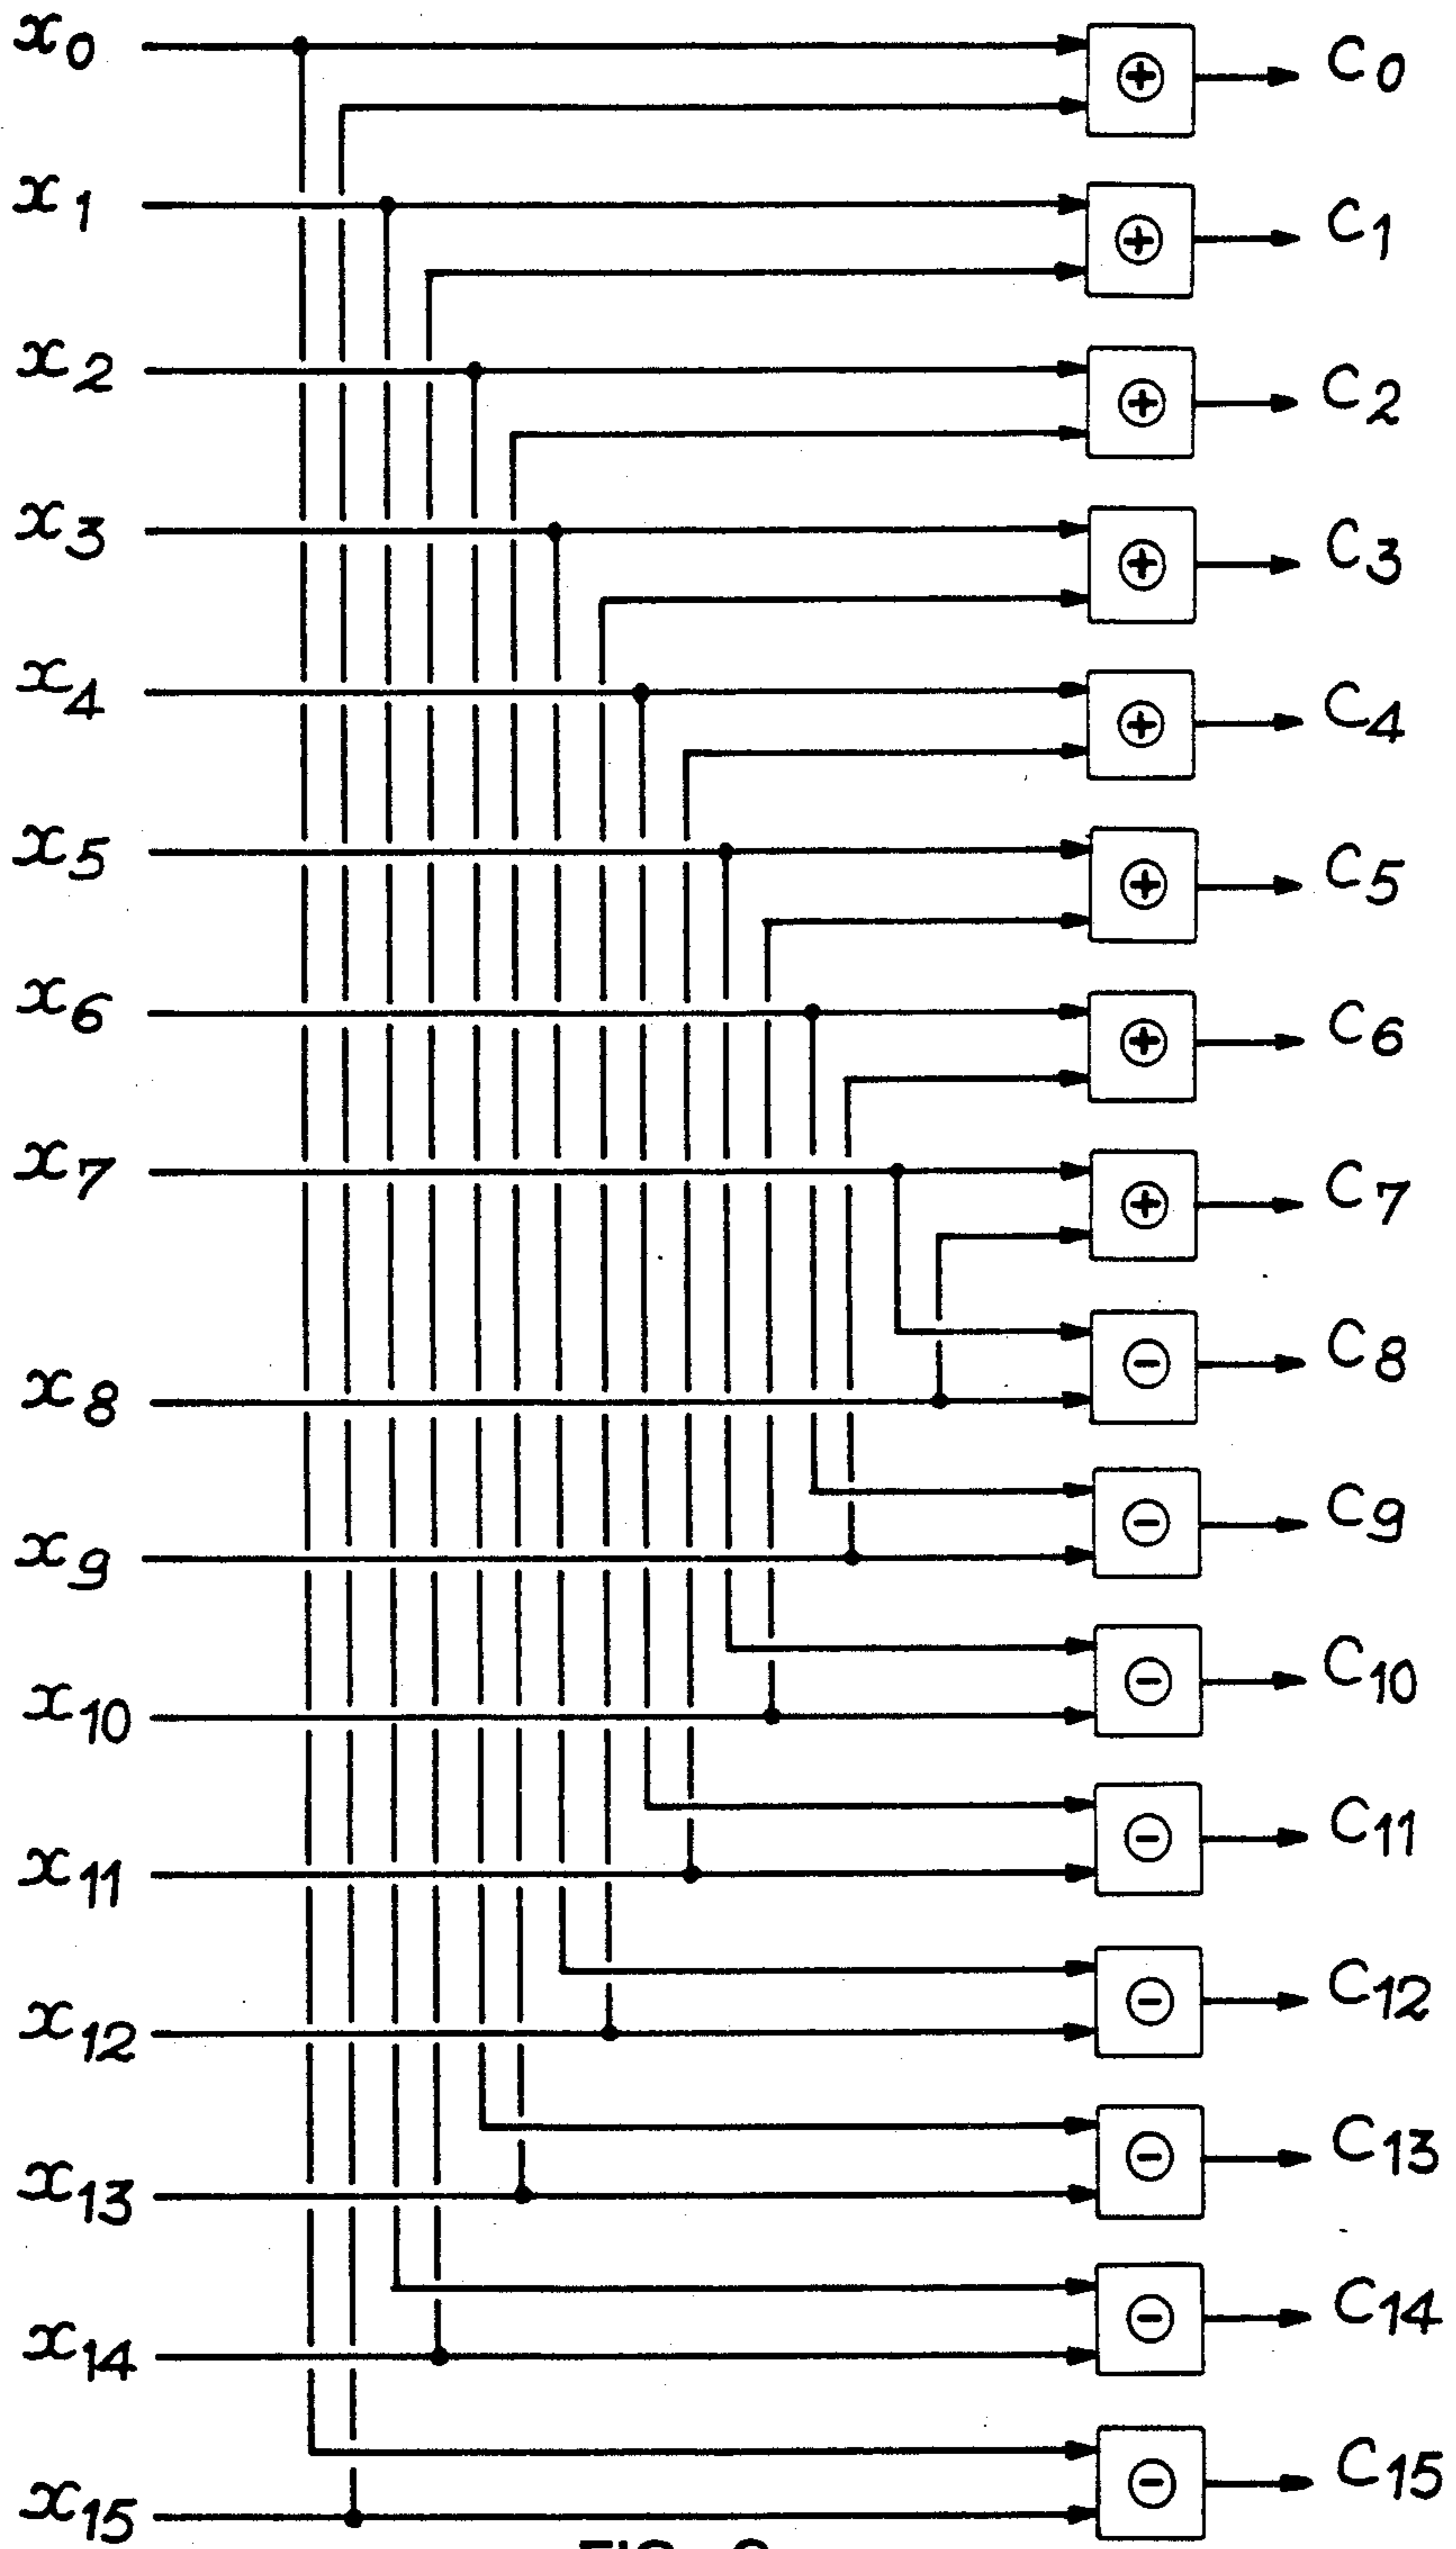 x0 + C0
x1 + C1
x2 + C2
x3 + C3
x4 + C4
x5 + C5
x6 + C6
x7 + C7
- C8
x8
x9 - C9
x10 - C10
x11 - C11
x12 - C12
x13 - C13
x14 - C14
x15 - C15